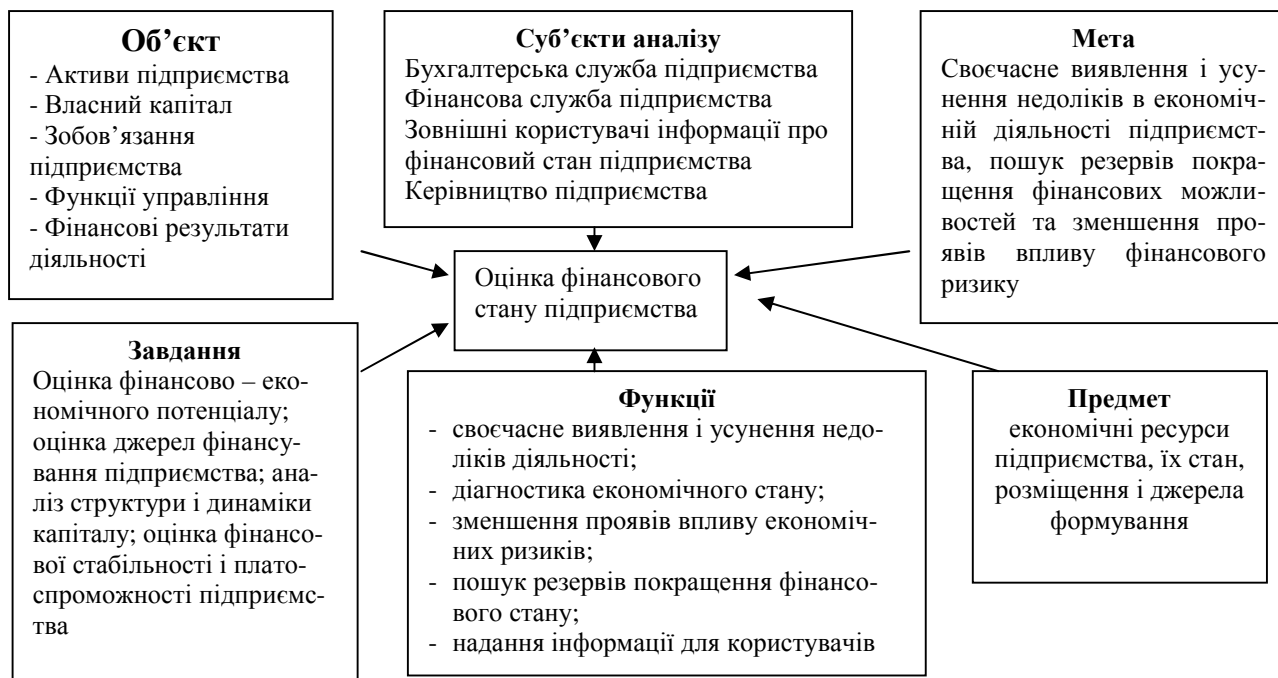 Об’єкт
- Активи підприємства
- Власний капітал
- Зобов’язання
підприємства
- Функції управління
- Фінансові результати
діяльності
Суб’єкти аналізу
Бухгалтерська служба підприємства
Фінансова служба підприємства
Зовнішні користувачі інформації про
фінансовий стан підприємства
Керівництво підприємства
Мета
Своєчасне виявлення і усу-
нення недоліків в економіч-
ній діяльності підприємст-
ва, пошук резервів покра-
щення фінансових можли-
востей та зменшення про-
явів впливу фінансового
ризику
Оцінка фінансового
стану підприємства
Завдання
Оцінка фінансово – еко-
номічного потенціалу;
оцінка джерел фінансу-
вання підприємства; ана-
ліз структури і динаміки
капіталу; оцінка фінансо-
вої стабільності і плато-
спроможності підприємс-
тва
Функції
- своєчасне виявлення і усунення недо-
ліків діяльності;
- діагностика економічного стану;
- зменшення проявів впливу економіч-
них ризиків;
- пошук резервів покращення фінансо-
вого стану;
- надання інформації для користувачів
Предмет
економічні ресурси
підприємства, їх стан,
розміщення і джерела
формування